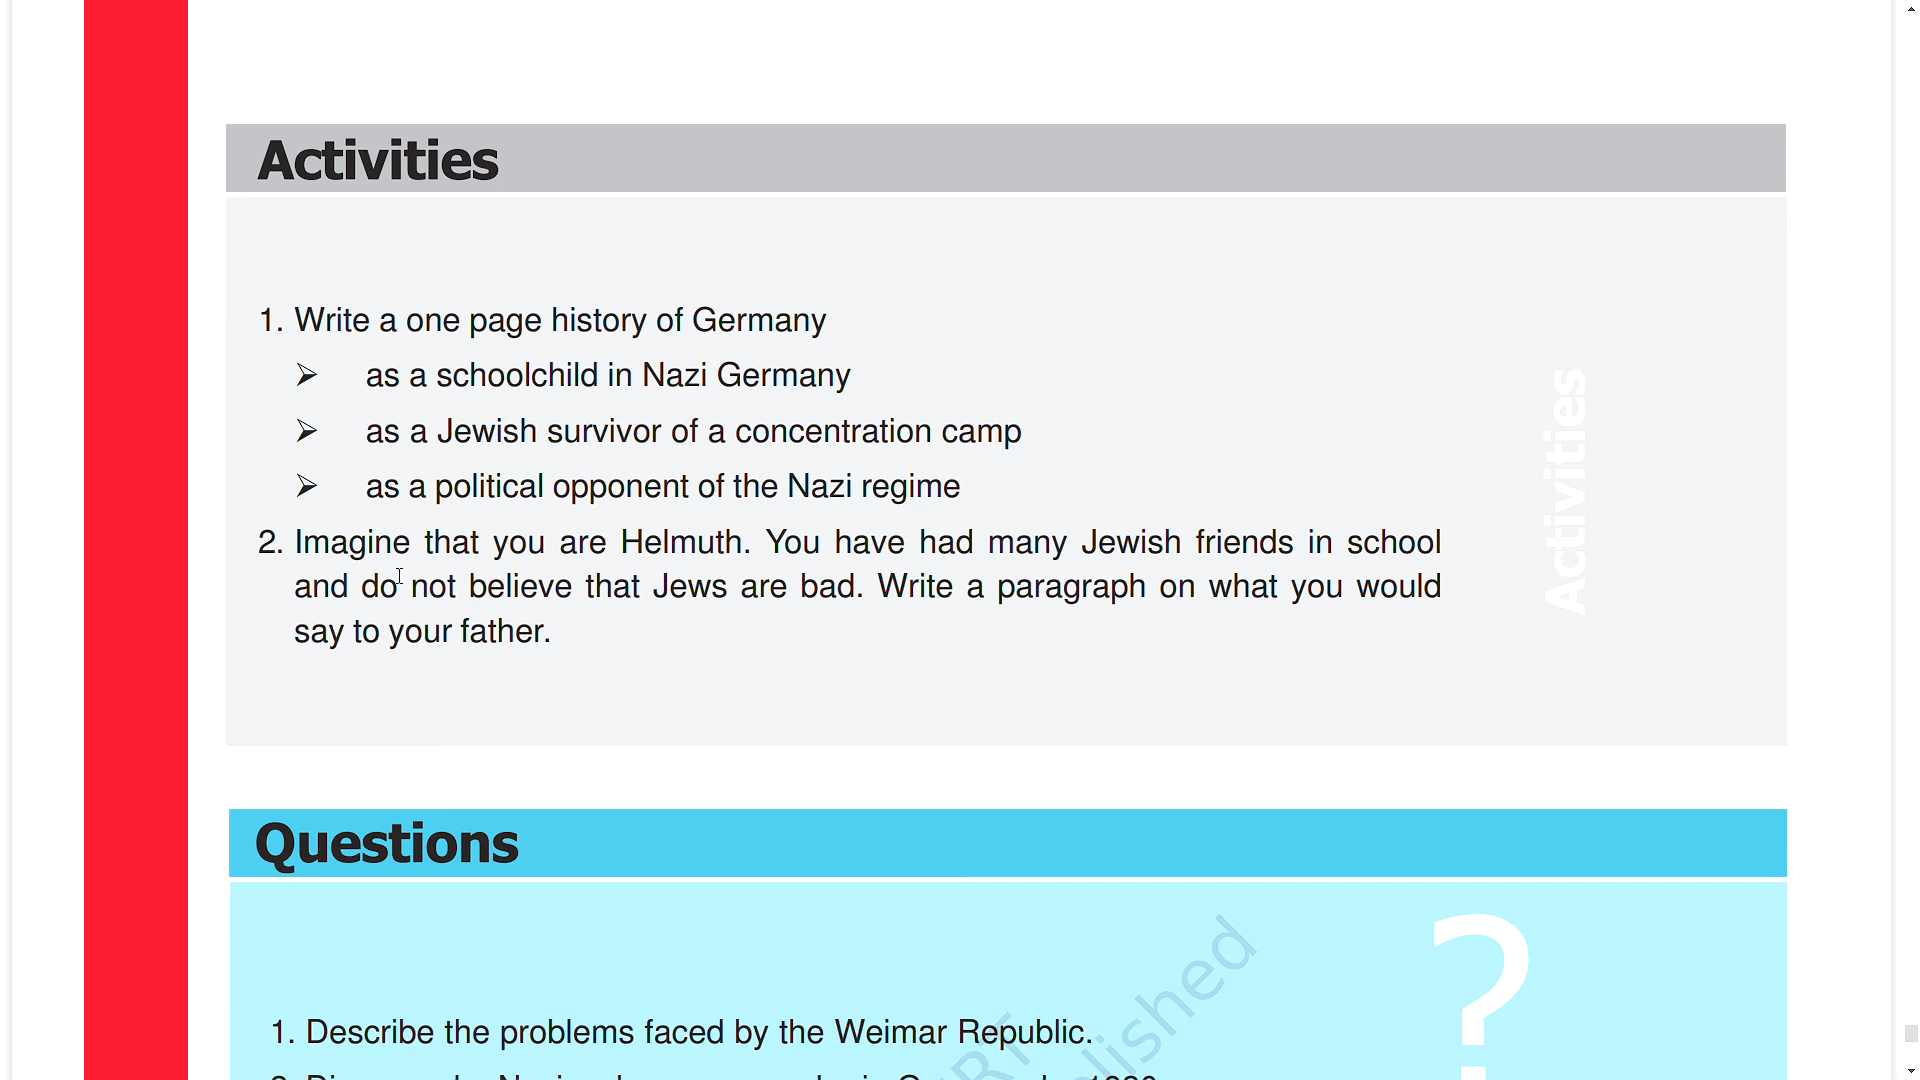 Activities
1. Write a one page history of Germany
➢ as a schoolchild in Nazi Germany
➢ as a Jewish survivor of a concentration camp
➢ as a political opponent of the Nazi regime
2. Imagine that you are Helmuth. You have had many Jewish friends in school
and do not believe that Jews are bad. Write a paragraph on what you would
say to your father.
Activities
Questions
?
1. Describe the problems faced by the Weimar Republic.